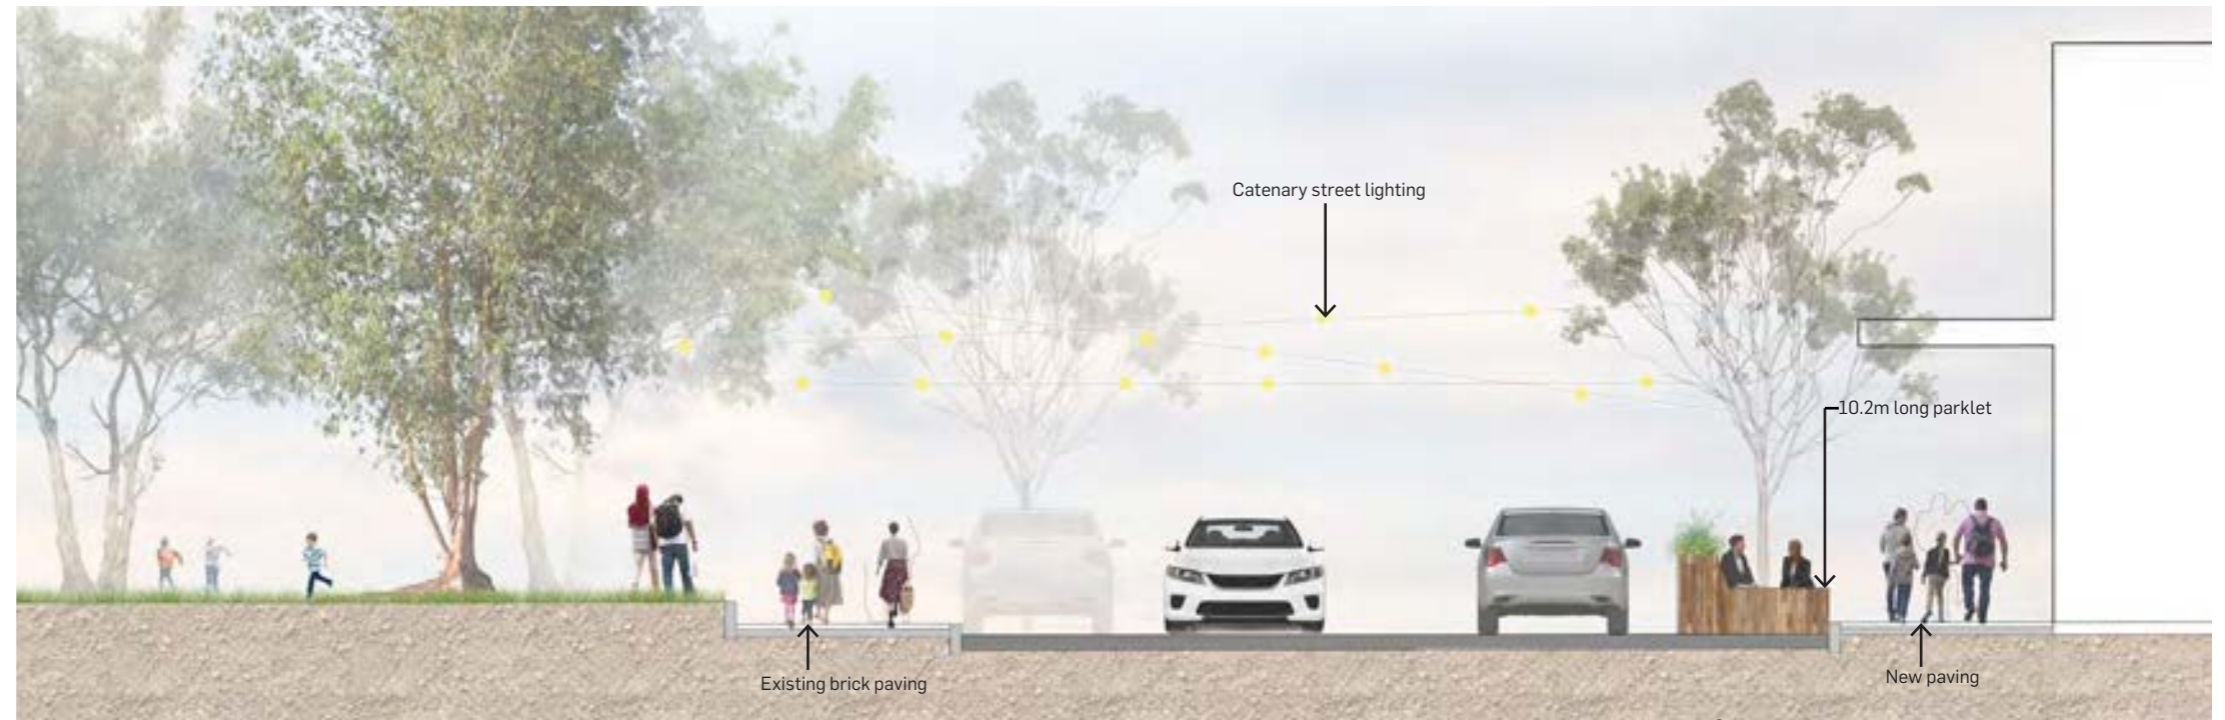 Catenary street lighting
10.2m long parklet
Existing brick paving
New paving